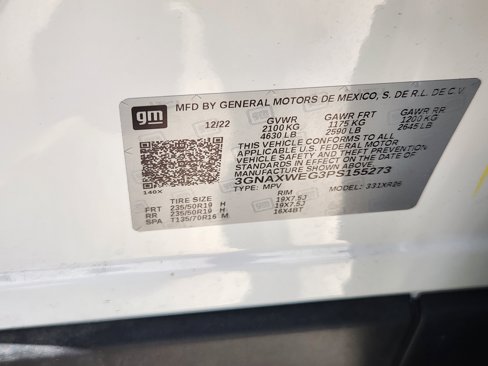 gm MFD BY GENERAL MOTORS DE MEXICO, S. DE R.L. DE C.V.
12/22 GVWR GAWR FRT GAWR RR
2100 KG 1175 KG 1200 KG
4630 LB 2590 LB 2645 LB
THIS VEHICLE CONFORMS TO ALL
APPLICABLE U.S. FEDERAL MOTOR
VEHICLE SAFETY AND THEFT PREVENTION
STANDARDS IN EFFECT ON THE DATE OF
MANUFACTURE SHOWN ABOVE.
3GNAXWEG3PS155273
TYPE: MPV MODEL: 331XR26
140X
TIRE SIZE RIM
FRT 235/50R19 H 19X7.5J
RR 235/50R19 H 19X7.5J
SPA T135/70R16 M 16X4BT